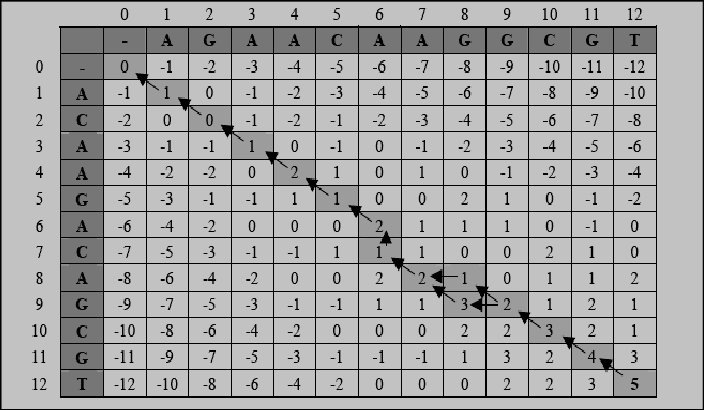 0 1 2 3 4 5 6 7 8 9 10 11 12
- A G A A C A A G G C G T
0 - 0 -1 -2 -3 -4 -5 -6 -7 -8 -9 -10 -11 -12
1 A -1 1 0 -1 -2 -3 -4 -5 -6 -7 -8 -9 -10
2 C -2 0 0 -1 -2 -1 -2 -3 -4 -5 -6 -7 -8
3 A -3 -1 -1 1 0 -1 0 -1 -2 -3 -4 -5 -6
4 A -4 -2 -2 0 2 1 0 1 0 -1 -2 -3 -4
5 G -5 -3 -1 -1 1 1 0 0 2 1 0 -1 -2
6 A -6 -4 -2 0 0 0 2 1 1 1 0 -1 0
7 C -7 -5 -3 -1 -1 1 1 1 0 0 2 1 0
8 A -8 -6 -4 -2 0 0 2 2 1 0 1 1 2
9 G -9 -7 -5 -3 -1 -1 1 1 3 2 1 2 1
10 C -10 -8 -6 -4 -2 0 0 0 2 2 3 2 1
11 G -11 -9 -7 -5 -3 -1 -1 -1 1 3 2 4 3
12 T -12 -10 -8 -6 -4 -2 0 0 0 2 2 3 5